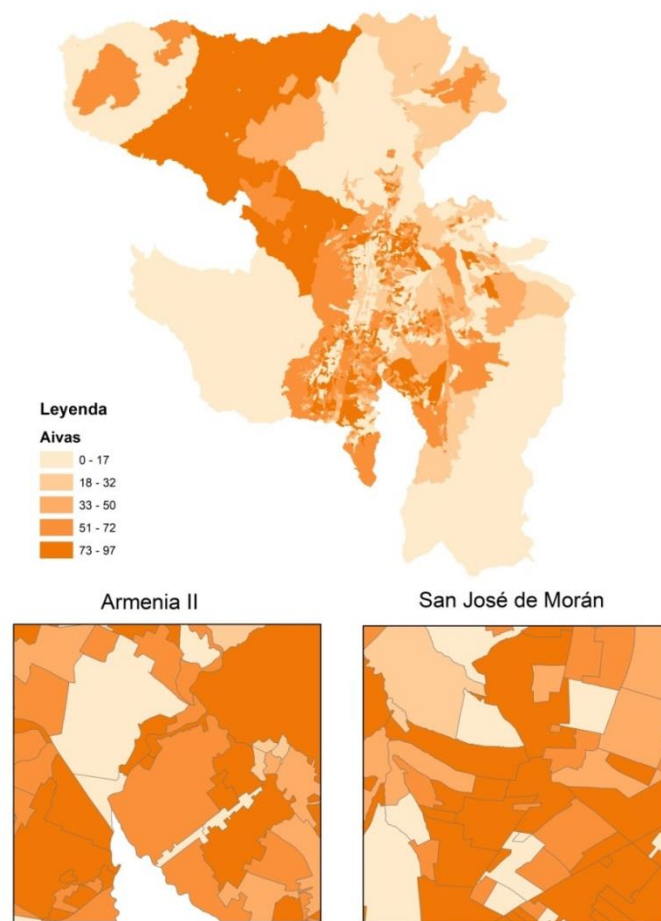 Leyenda
Aivas
0 - 17
18 - 32
33 - 50
51 - 72
73 - 97
Armenia II
San José de Morán